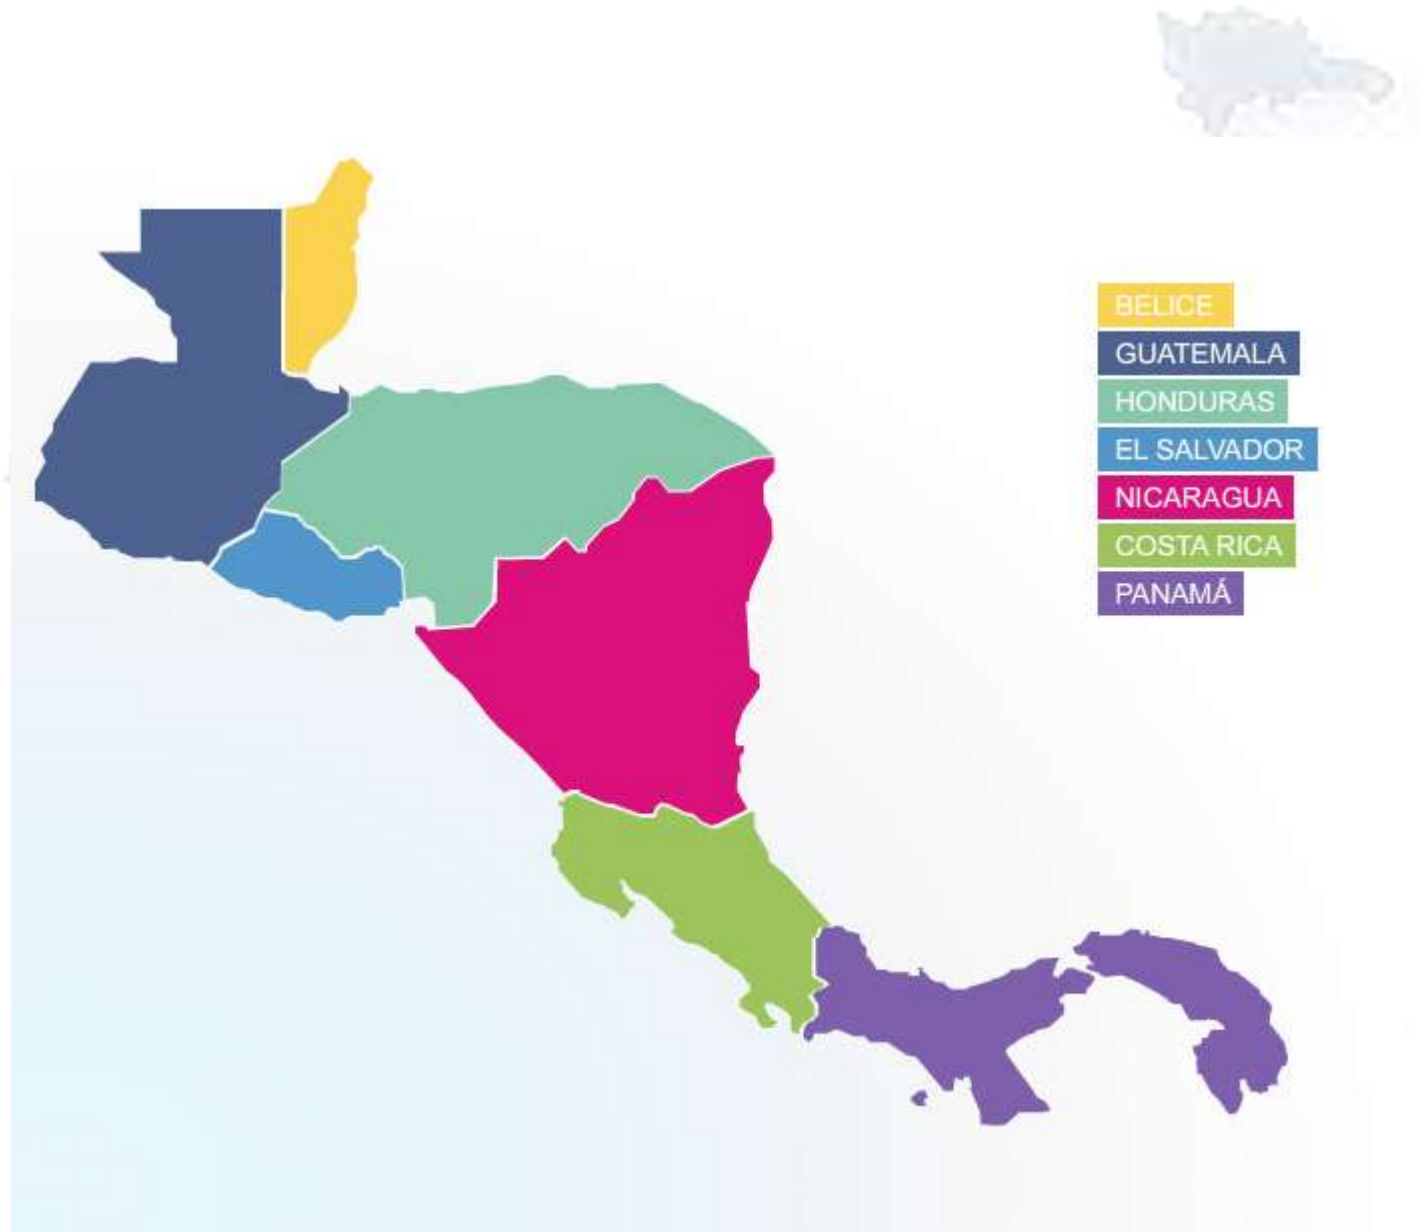 BELICE
GUATEMALA
HONDURAS
EL SALVADOR
NICARAGUA
COSTA RICA
PANAMÁ